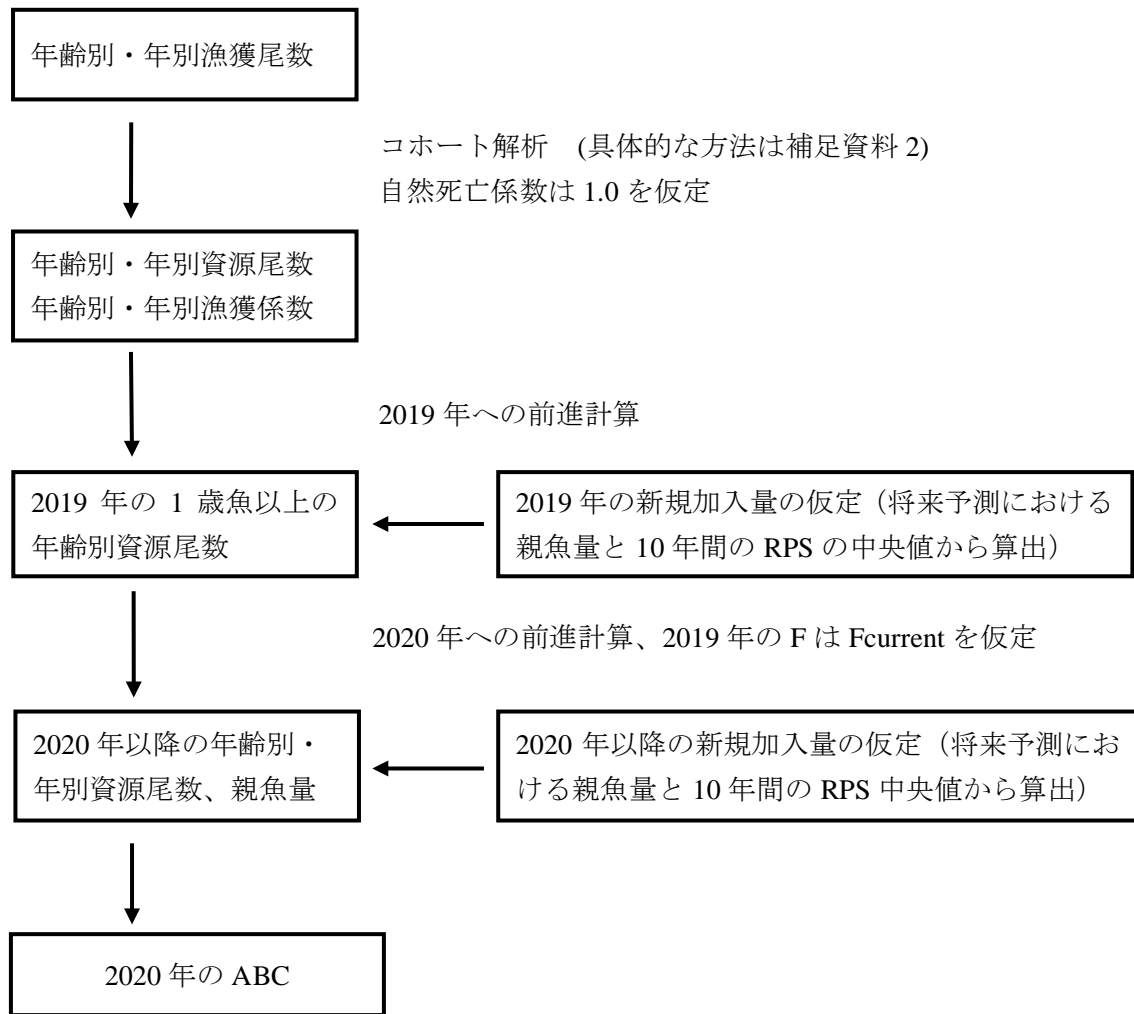 年齢別・年別漁獲尾数
コホート解析　(具体的な方法は補足資料 2)
自然死亡係数は 1.0 を仮定
年齢別・年別資源尾数
年齢別・年別漁獲係数
2019 年への前進計算
2019 年の 1 歳魚以上の
年齢別資源尾数
2019 年の新規加入量の仮定（将来予測における
親魚量と 10 年間の RPS の中央値から算出）
2020 年への前進計算、2019 年の F は Fcurrent を仮定
2020 年以降の年齢別・
年別資源尾数、親魚量
2020 年以降の新規加入量の仮定（将来予測にお
ける親魚量と 10 年間の RPS 中央値から算出）
2020 年の ABC